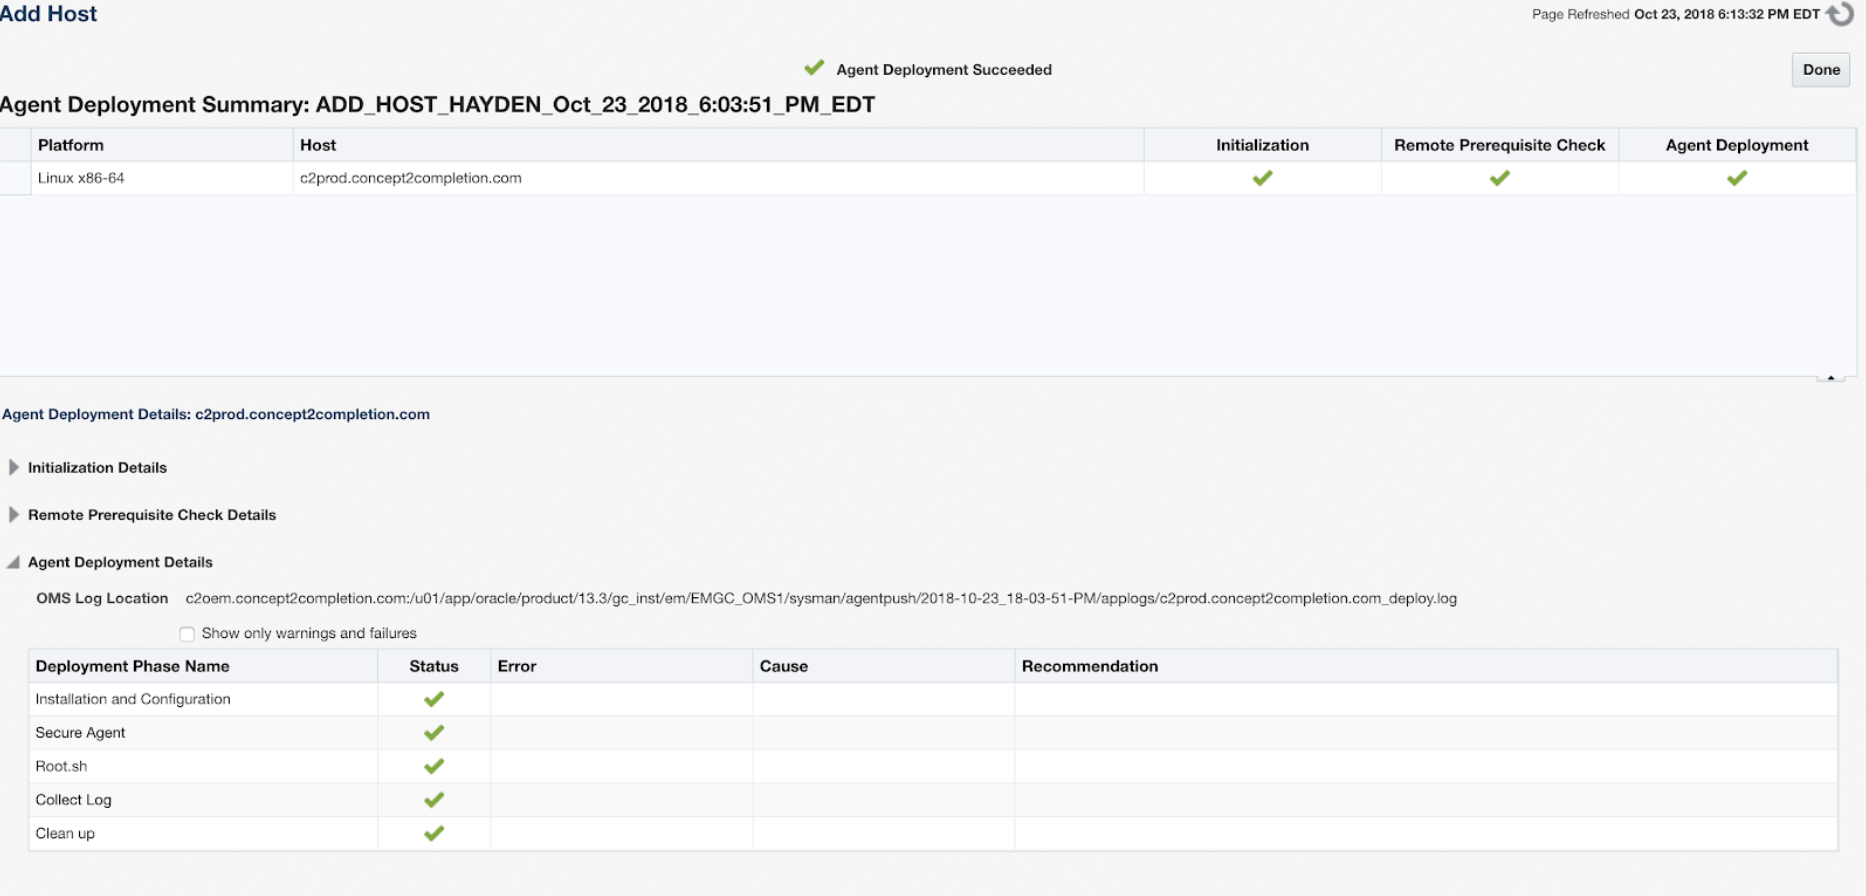 Add Host
Page Refreshed Oct 23, 2018 6:13:32 PM EDT
Agent Deployment Succeeded
Done
Agent Deployment Summary: ADD_HOST_HAYDEN_Oct_23_2018_6:03:51_PM_EDT
Platform Host Initialization Remote Prerequisite Check Agent Deployment
Linux x86-64 c2prod.concept2completion.com
Agent Deployment Details: c2prod.concept2completion.com
Initialization Details
Remote Prerequisite Check Details
Agent Deployment Details
OMS Log Location c2oem.concept2completion.com:/u01/app/oracle/product/13.3/gc_inst/em/EMGC_OMS1/sysman/agentpush/2018-10-23_18-03-51-PM/applogs/c2prod.concept2completion.com_deploy.log
Show only warnings and failures
Deployment Phase Name Status Error Cause Recommendation
Installation and Configuration
Secure Agent
Root.sh
Collect Log
Clean up